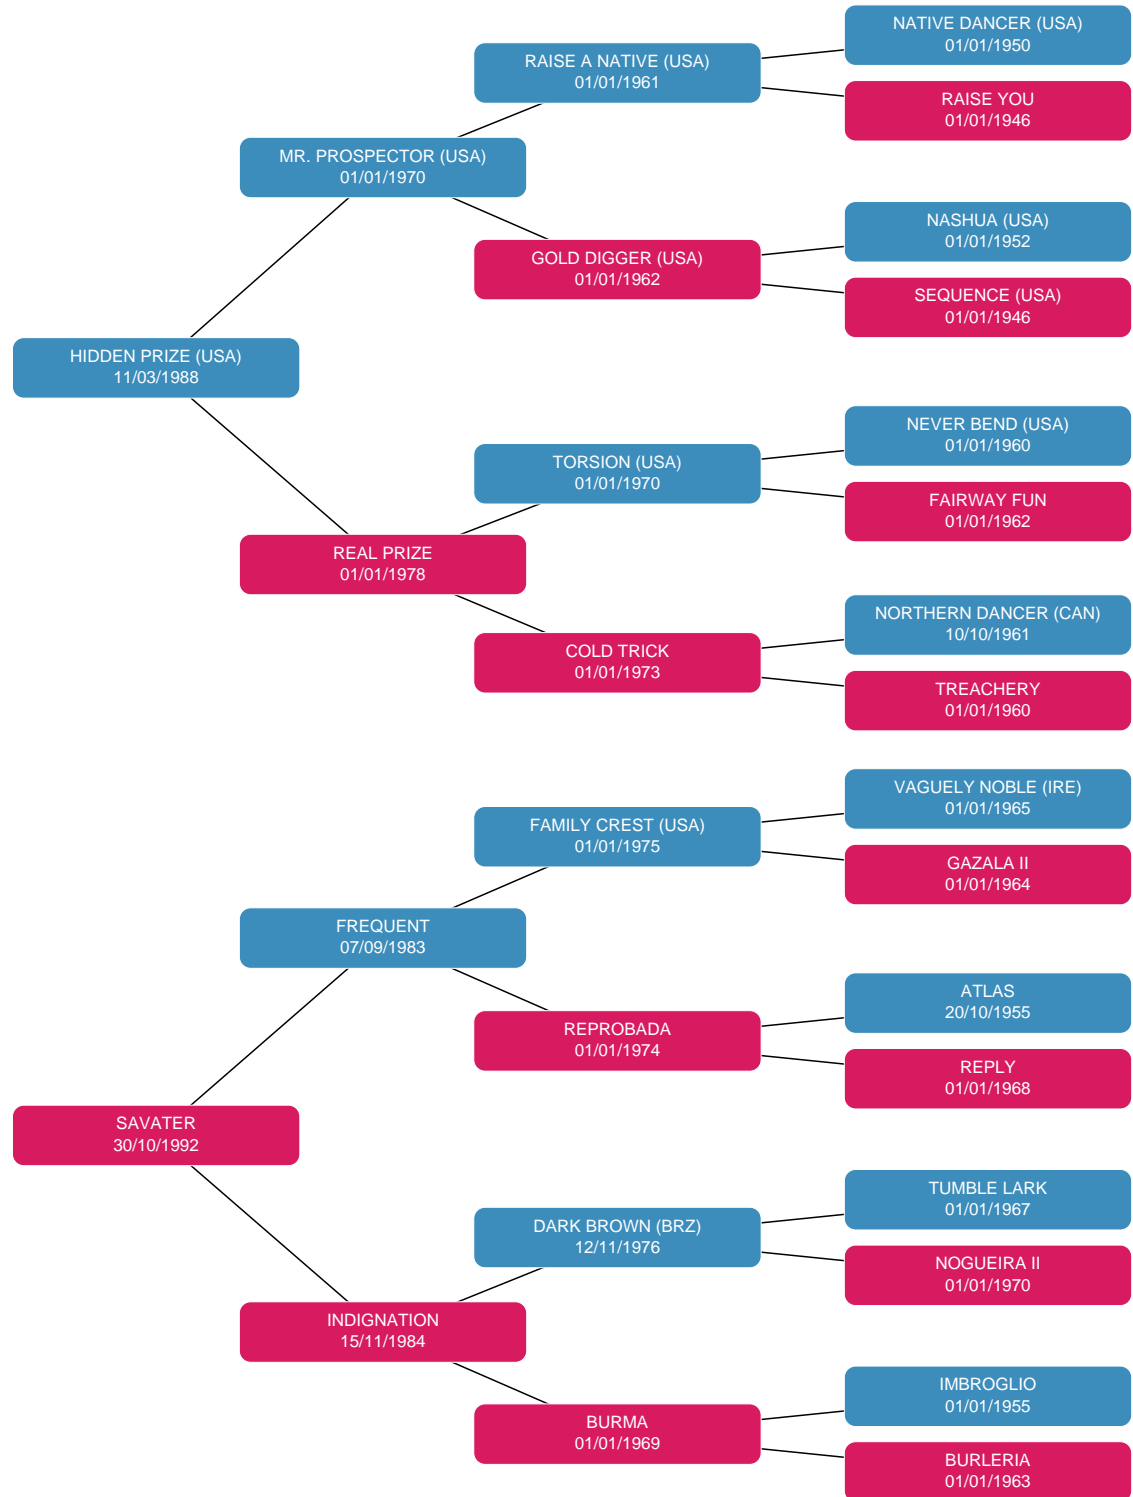 NATIVE DANCER (USA)
01/01/1950
RAISE A NATIVE (USA)
01/01/1961
RAISE YOU
01/01/1946
MR. PROSPECTOR (USA)
01/01/1970
NASHUA (USA)
01/01/1952
GOLD DIGGER (USA)
01/01/1962
SEQUENCE (USA)
01/01/1946
HIDDEN PRIZE (USA)
11/03/1988
NEVER BEND (USA)
01/01/1960
TORSION (USA)
01/01/1970
FAIRWAY FUN
01/01/1962
REAL PRIZE
01/01/1978
NORTHERN DANCER (CAN)
10/10/1961
COLD TRICK
01/01/1973
TREACHERY
01/01/1960
VAGUELY NOBLE (IRE)
01/01/1965
FAMILY CREST (USA)
01/01/1975
GAZALA II
01/01/1964
FREQUENT
07/09/1983
ATLAS
20/10/1955
REPROBADA
01/01/1974
REPLY
01/01/1968
SAVATER
30/10/1992
TUMBLE LARK
01/01/1967
DARK BROWN (BRZ)
12/11/1976
NOGUEIRA II
01/01/1970
INDIGNATION
15/11/1984
IMBROGLIO
01/01/1955
BURMA
01/01/1969
BURLERIA
01/01/1963